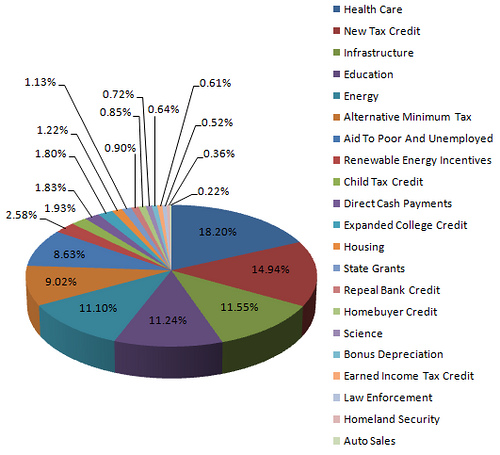 Health Care
New Tax Credit
Infrastructure
Education
Energy
Alternative Minimum Tax
Aid To Poor And Unemployed
Renewable Energy Incentives
Child Tax Credit
Direct Cash Payments
Expanded College Credit
Housing
State Grants
Repeal Bank Credit
Homebuyer Credit
Science
Bonus Depreciation
Earned Income Tax Credit
Law Enforcement
Homeland Security
Auto Sales
18.20%
14.94%
11.55%
11.24%
11.10%
9.02%
8.63%
2.58%
1.93%
1.83%
1.80%
1.22%
1.13%
0.90%
0.85%
0.72%
0.64%
0.61%
0.52%
0.36%
0.22%